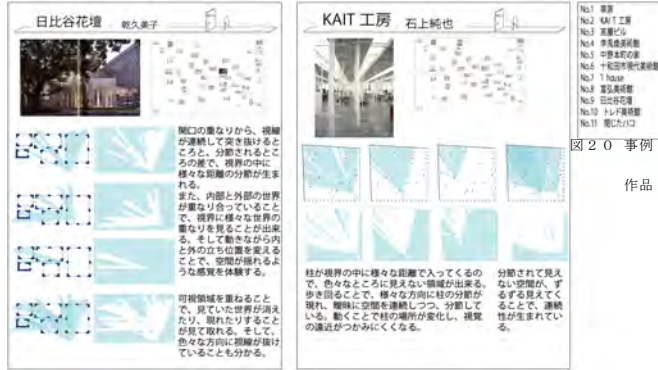 日比谷花壇 乾久美子
開口の重なりから、視線
が連続して突き抜けると
ころと、分節されるとこ
ろの差で、視界の中に
様々な距離の分節が生ま
れる。
また、内部と外部の世界
が重なり合っていること
で、視界に様々な世界の
重なりを見ることが出来
る。そして動きながら内
と外の立ち位置を変える
ことで、空間が揺れるよ
うな感覚を体験する。
可視領域を重ねること
で、見ていた世界が消え
たり、現れたりすること
が見て取れる。そして、
色々な方向に視線が抜け
ていることも分かる。
KAIT 工房 石上純也
柱が視界の中に様々な距離で入ってくるの
で、色々なところに見えない領域が出来る。
歩き回ることで、様々な方向に柱の分節が
現れ、曖昧に空間を連続しつつ、分節して
いる。動くことで柱の場所が変化し、視覚
の遠近がつかみにくくなる。
分節されて見え
ない空間が、ず
るずる見えてく
ることで、連続
性が生まれてい
る。
No.1
No.2 KAIT 工房
No.3
No.4
No.5 中野本町の家
No.6 十和田市現代美術館
No.7 T house
No.8 富弘美術館
No.9 日比谷花壇
No.10 トレド美術館
No.11 閉じたハコ
図20 事例
作品